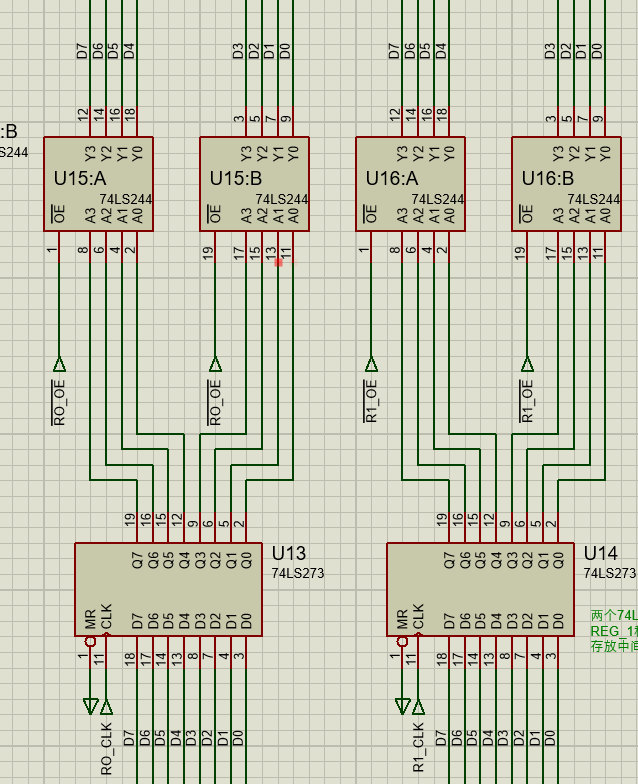 D7 D6 D5 D4 D3 D2 D1 D0 D7 D6 D5 D4 D3 D2 D1 D0
12 14 16 18 3 5 7 9 12 14 16 18 3 5 7 9
:B
S244
Y3 Y2 Y1 Y0 Y3 Y2 Y1 Y0 Y3 Y2 Y1 Y0 Y3 Y2 Y1 Y0
U15:A U15:B U16:A U16:B
74LS244 74LS244 74LS244 74LS244
OE A3 A2 A1 A0 OE A3 A2 A1 A0 OE A3 A2 A1 A0 OE A3 A2 A1 A0
1 8 6 4 2 19 17 15 13 11 1 8 6 4 2 19 17 15 13 11
RO_OE RO_OE R1_OE R1_OE
19 16 15 12 9 6 5 2 19 16 15 12 9 6 5 2
Q7 Q6 Q5 Q4 Q3 Q2 Q1 Q0 Q7 Q6 Q5 Q4 Q3 Q2 Q1 Q0
U13 U14
74LS273 74LS273
MR CLK D7 D6 D5 D4 D3 D2 D1 D0 MR CLK D7 D6 D5 D4 D3 D2 D1 D0
1 11 18 17 14 13 8 7 4 3 1 11 18 17 14 13 8 7 4 3
两个74L
REG_1
存放中间
RO_CLK D7 D6 D5 D4 D3 D2 D1 D0 R1_CLK D7 D6 D5 D4 D3 D2 D1 D0